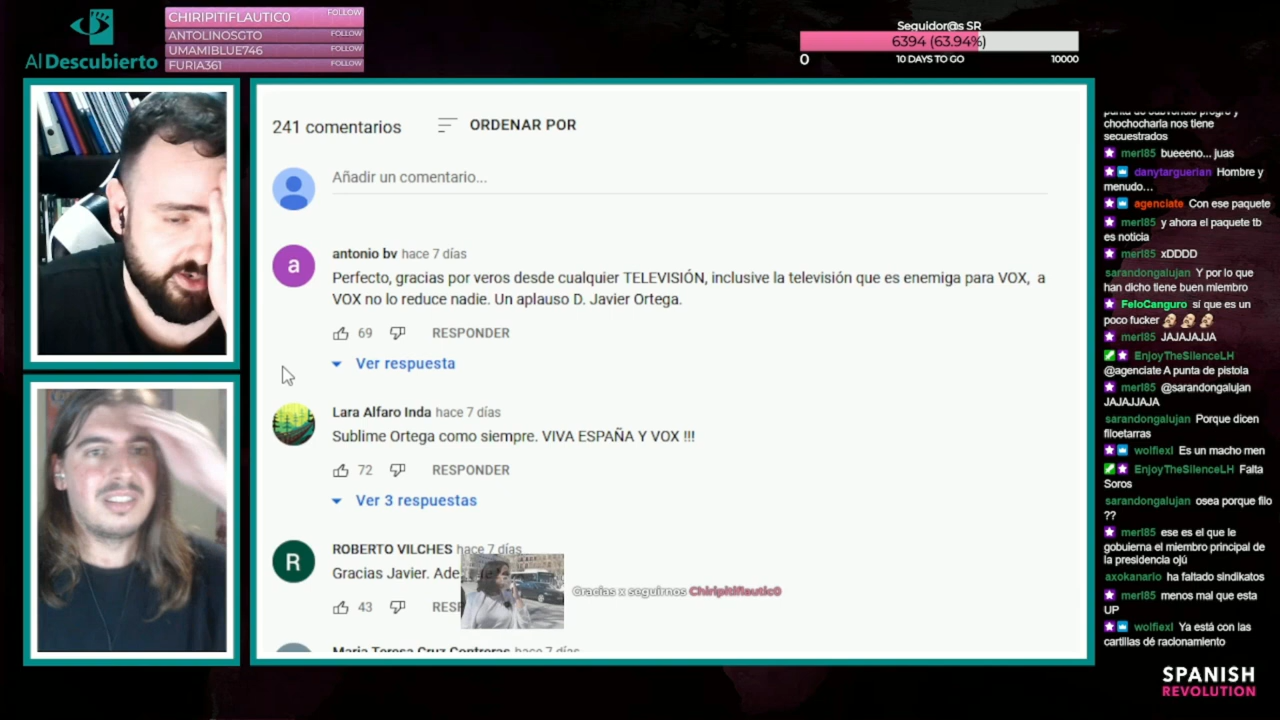 Al Descubierto
CHIRIPITIFLAUTIC0 FOLLOW
ANTOLINOSGTO FOLLOW
UMAMIBLUE746 FOLLOW
FURIA361 FOLLOW
Seguidor@s SR
6394 (63.94%)
0 10 DAYS TO GO 10000
241 comentarios ORDENAR POR
Añadir un comentario...
a
antonio bv hace 7 días
Perfecto, gracias por veros desde cualquier TELEVISIÓN, inclusive la televisión que es enemiga para VOX, a
VOX no lo reduce nadie. Un aplauso D. Javier Ortega.
69 RESPONDER
Ver respuesta
Lara Alfaro Inda hace 7 días
Sublime Ortega como siempre. VIVA ESPAÑA Y VOX !!!
72 RESPONDER
Ver 3 respuestas
R
ROBERTO VILCHES hace 7 días
Gracias Javier.
43
Gracias x seguirnos Chiripitiflautic0
Maria Teresa Cruz Contreras hace 7 días
punta de subvención progre y
chochocharla nos tiene
secuestrados
merl85 bueeeno... juas
danytarguerian Hombre y
menudo...
agenciate Con ese paquete
merl85 y ahora el paquete tb
es noticia
merl85 xDDDD
sarandongalujan Y por lo que
han dicho tiene buen miembro
FeloCanguro sí que es un
poco fucker
merl85 JAJAJAJJA
EnjoyTheSilenceLH
@agenciate A punta de pistola
merl85 @sarandongalujan
JAJAJJAJA
sarandongalujan Porque dicen
filoetarras
wolfiexl Es un macho men
EnjoyTheSilenceLH Falta
Soros
sarandongalujan osea porque filo
??
merl85 ese es el que le
gobuierna el miembro principal de
la presidencia ojú
axokanario ha faltado sindikatos
merl85 menos mal que esta
UP
wolfiexl Ya está con las
cartillas dé racionamiento
SPANISH
REVOLUTION